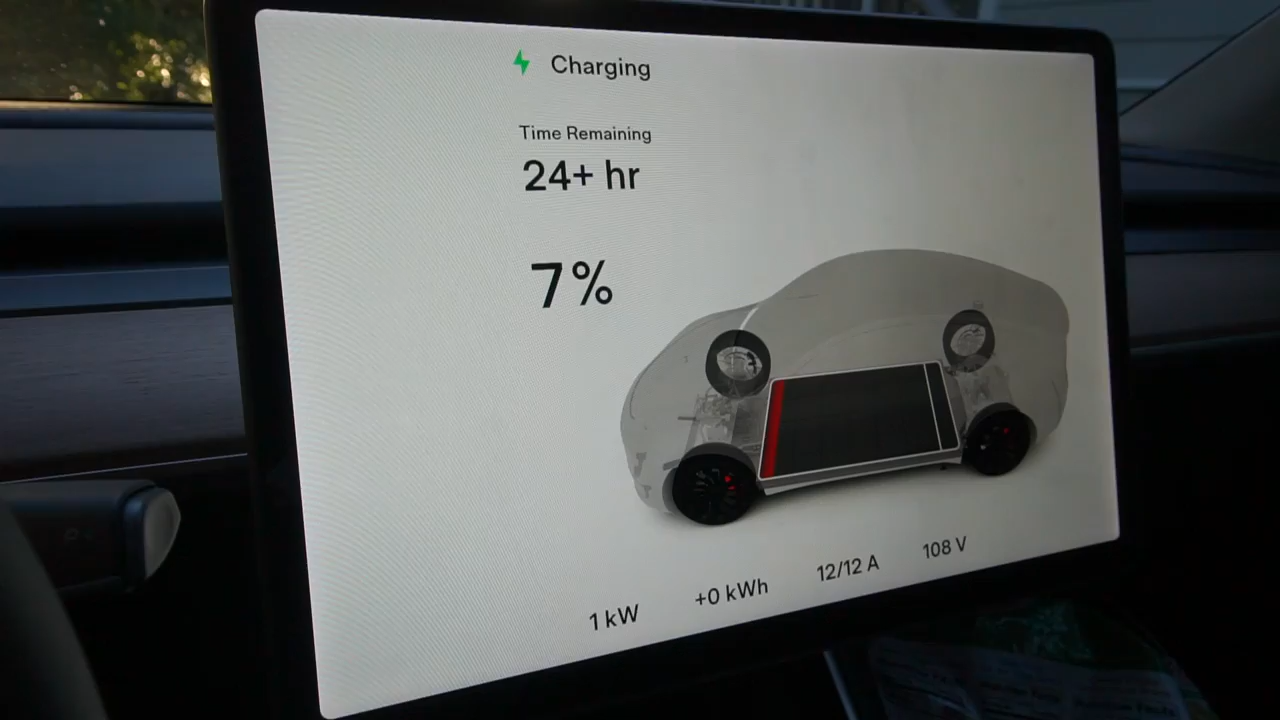 Charging
Time Remaining
24+ hr
7%
1 kW
+0 kWh
12/12 A
108 V